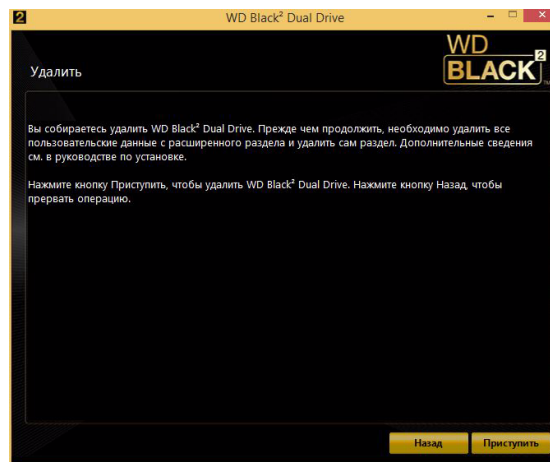 2
WD Black² Dual Drive
WD
BLACK²
™
Удалить
Вы собираетесь удалить WD Black² Dual Drive. Прежде чем продолжить, необходимо удалить все
пользовательские данные с расширенного раздела и удалить сам раздел. Дополнительные сведения
см. в руководстве по установке.
Нажмите кнопку Приступить, чтобы удалить WD Black² Dual Drive. Нажмите кнопку Назад, чтобы
прервать операцию.
Назад
Приступить